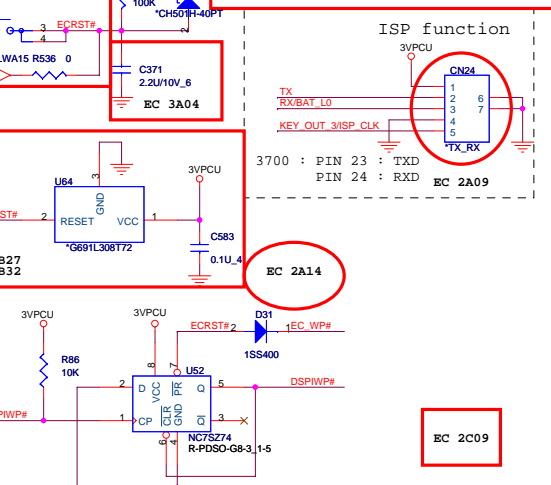 100K
*CH501H-40PT
ECRST#
3
4
2
LWA15 R536 0
C371
2.2U/10V_6
EC 3A04
ISP function
3VPCU
CN24
TX
RX/BAT_L0
KEY_OUT_3/ISP_CLK
1
2
3
4
5
6
7
*TX_RX
3700 : PIN 23 : TXD
PIN 24 : RXD
EC 2A09
U64
3
GND
3VPCU
ST#
2
RESET
VCC
1
*G691L308T72
C583
0.1U_4
B27
B32
EC 2A14
3VPCU
3VPCU
ECRST#
2
D31
1
EC_WP#
1SS400
R86
10K
8
7
U52
2
D
VCC
PR
Q
5
DSPIWP#
PIWP#
1
CP
CLR
GND
Q
3
6
4
NC7SZ74
R-PDSO-G8-3_1-5
EC 2C09